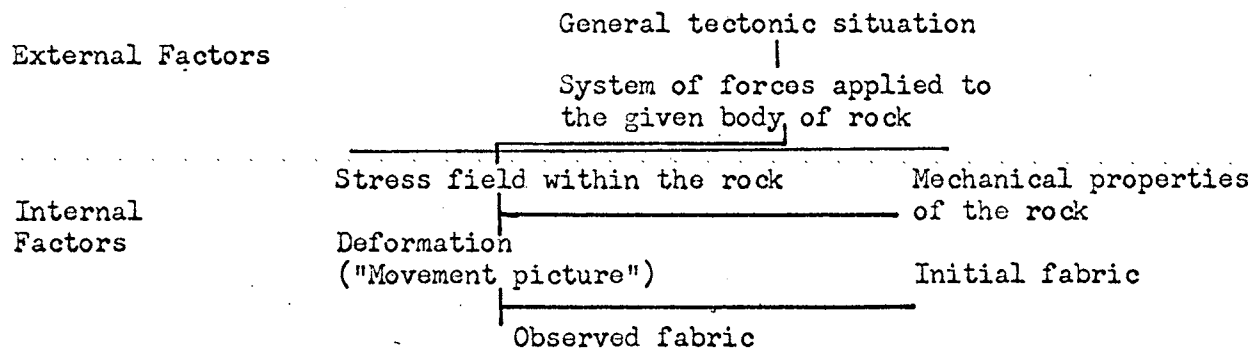 General tectonic situation
External Factors
System of forces applied to
the given body of rock
Stress field within the rock
Mechanical properties
of the rock
Internal
Factors
Deformation
("Movement picture")
Initial fabric
Observed fabric